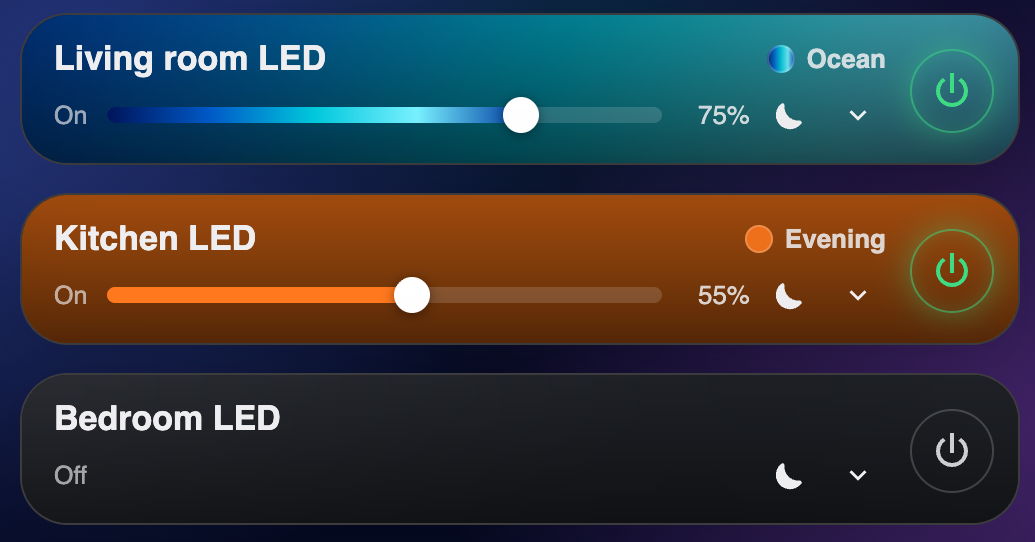 Living room LED
Ocean
On
75%
Kitchen LED
Evening
On
55%
Bedroom LED
Off